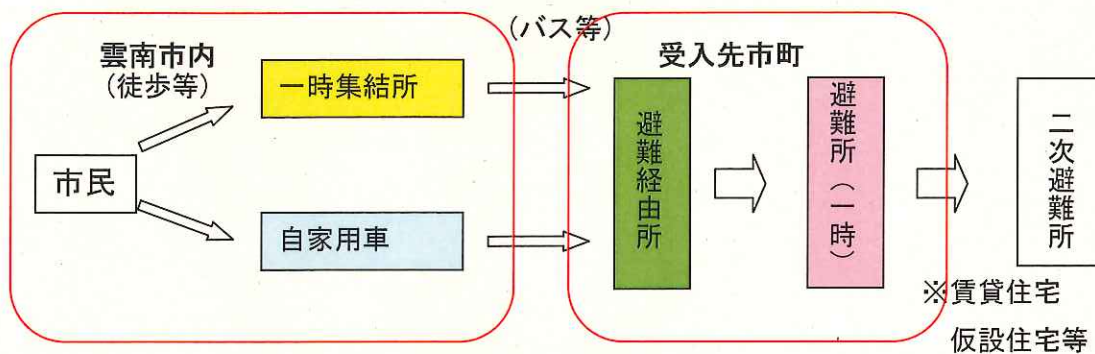 雲南市内
(徒歩等)
市民
一時集結所
自家用車
(バス等)
受入先市町
避難経由所
避難所（一時）
二次避難所
※賃貸住宅
仮設住宅等